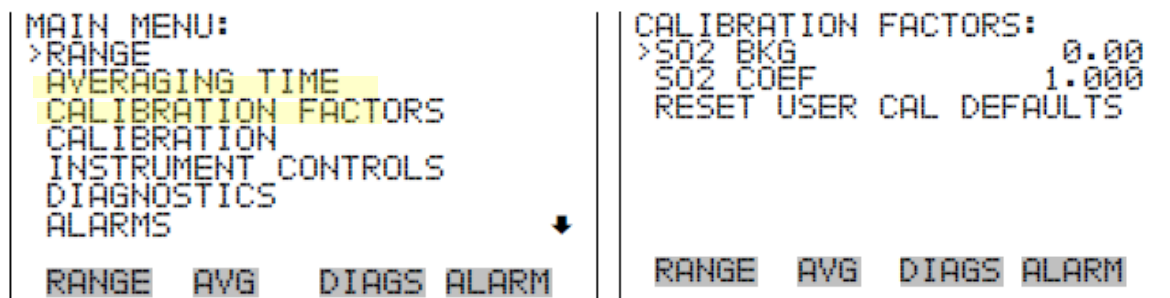 MAIN MENU:
>RANGE
AVERAGING TIME
CALIBRATION FACTORS
CALIBRATION
INSTRUMENT CONTROLS
DIAGNOSTICS
ALARMS
RANGE AVG DIAGS ALARM
CALIBRATION FACTORS:
>SO2 BKG 0.00
SO2 COEF 1.000
RESET USER CAL DEFAULTS
RANGE AVG DIAGS ALARM